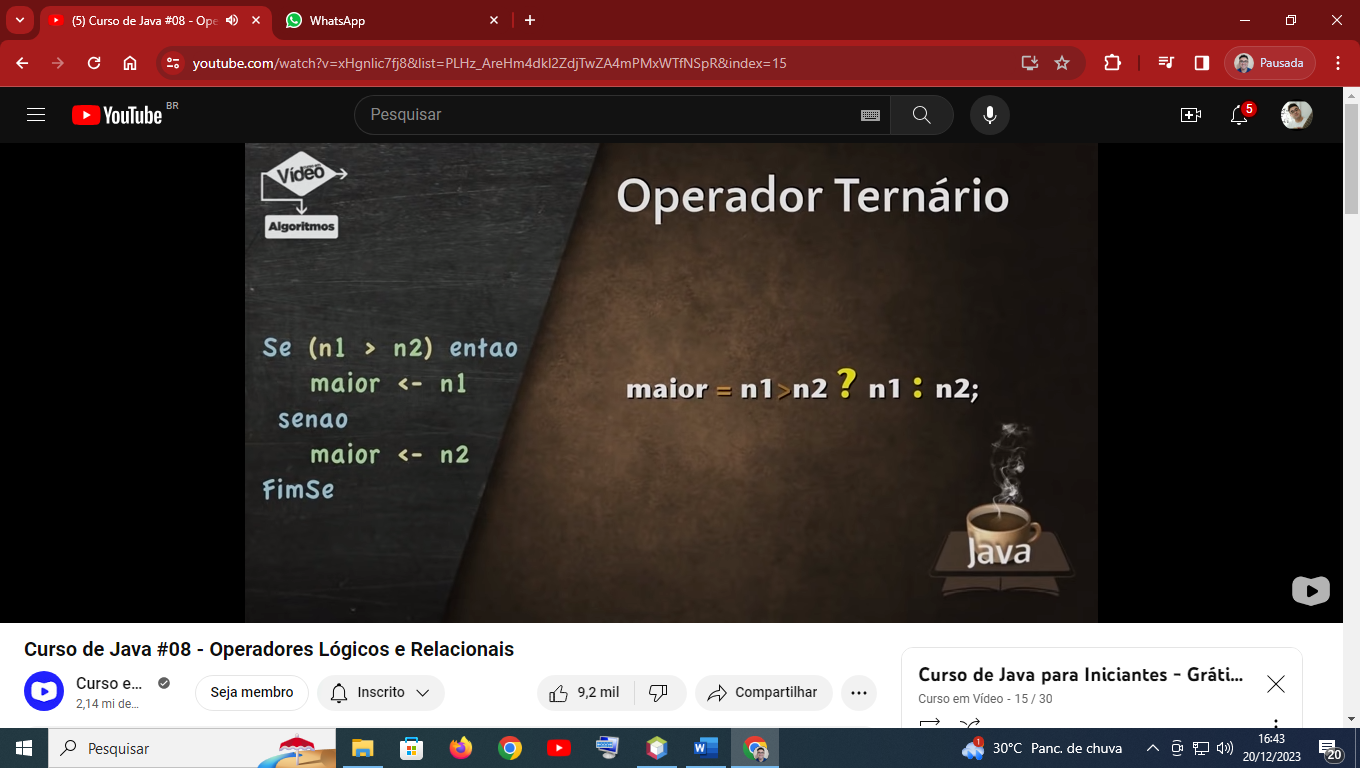 (5) Curso de Java #08 - Ope
WhatsApp
youtube.com/watch?v=xHgnlic7fj8&list=PLHz_AreHm4dkI2ZdjTwZA4mPMxWTfNSpR&index=15
Pausada
YouTube BR
Pesquisar
5
Vídeo
Algoritmos
Operador Ternário
Se (n1 > n2) entao
maior <- n1
senao
maior <- n2
FimSe
maior = n1>n2 ? n1 : n2;
Java
Curso de Java #08 - Operadores Lógicos e Relacionais
Curso e...
2,14 mi de...
Seja membro
Inscrito
9,2 mil
Compartilhar
Curso de Java para Iniciantes - Gráti...
Curso em Vídeo - 15 / 30
Pesquisar
1
30°C Panc. de chuva
16:43
20/12/2023
20